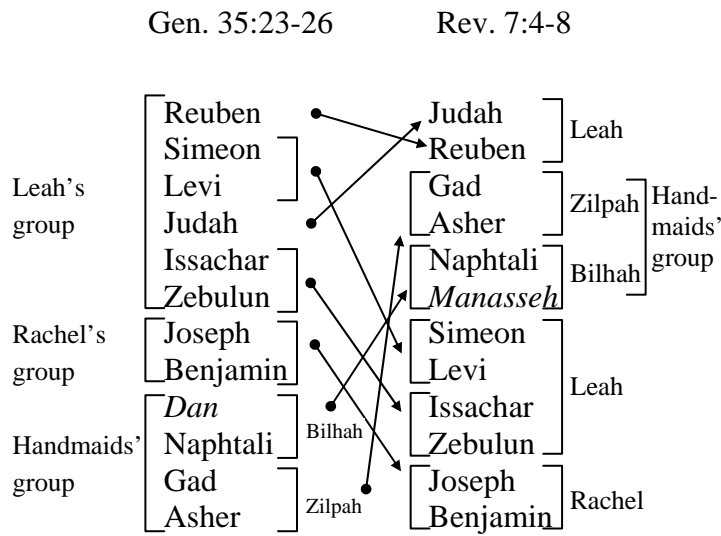 Gen. 35:23-26
Rev. 7:4-8
Leah's
group
Rachel's
group
Handmaids'
group
Reuben
Simeon
Levi
Judah
Issachar
Zebulun
Joseph
Benjamin
Dan
Naphtali
Gad
Asher
Bilhah
Zilpah
Judah
Reuben
Gad
Asher
Naphtali
Manasseh
Simeon
Levi
Issachar
Zebulun
Joseph
Benjamin
Leah
Zilpah
Bilhah
Hand-
maids'
group
Leah
Rachel